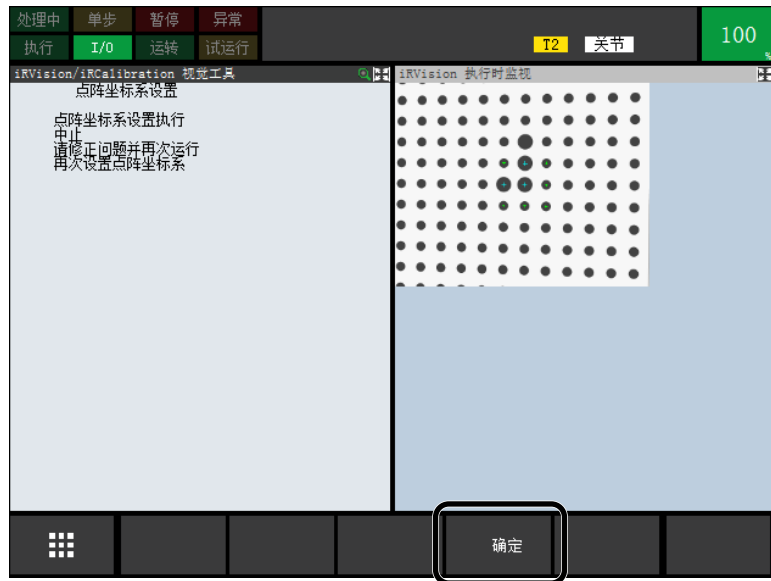 处理中 单步 暂停 异常
执行 I/O 运转 试运行
T2 关节
100 %
iRVision/iRCalibration 视觉工具
点阵坐标系设置
点阵坐标系设置执行
中止
请修正问题并再次运行
再次设置点阵坐标系
iRVision 执行时监视
确定